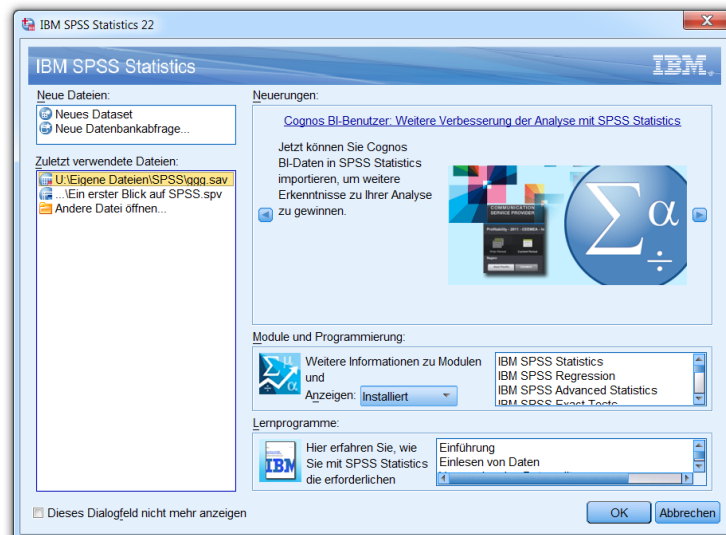 IBM SPSS Statistics 22
IBM SPSS Statistics
IBM
Neue Dateien:
Neues Dataset
Neue Datenbankabfrage...
Zuletzt verwendete Dateien:
U:\Eigene Dateien\SPSS\ggg.sav
...\Ein erster Blick auf SPSS.spv
Andere Datei öffnen...
Neuerungen:
Cognos BI-Benutzer: Weitere Verbesserung der Analyse mit SPSS Statistics
Jetzt können Sie Cognos
BI-Daten in SPSS Statistics
importieren, um weitere
Erkenntnisse zu Ihrer Analyse
zu gewinnen.
COMMUNICATION
SERVICE PROVIDER
Σα
÷
Module und Programmierung:
Weitere Informationen zu Modulen
und
Anzeigen: Installiert
IBM SPSS Statistics
IBM SPSS Regression
IBM SPSS Advanced Statistics
IBM SPSS Exact Tests
Lernprogramme:
IBM
Hier erfahren Sie, wie
Sie mit SPSS Statistics
die erforderlichen
Einführung
Einlesen von Daten
Dieses Dialogfeld nicht mehr anzeigen
OK
Abbrechen